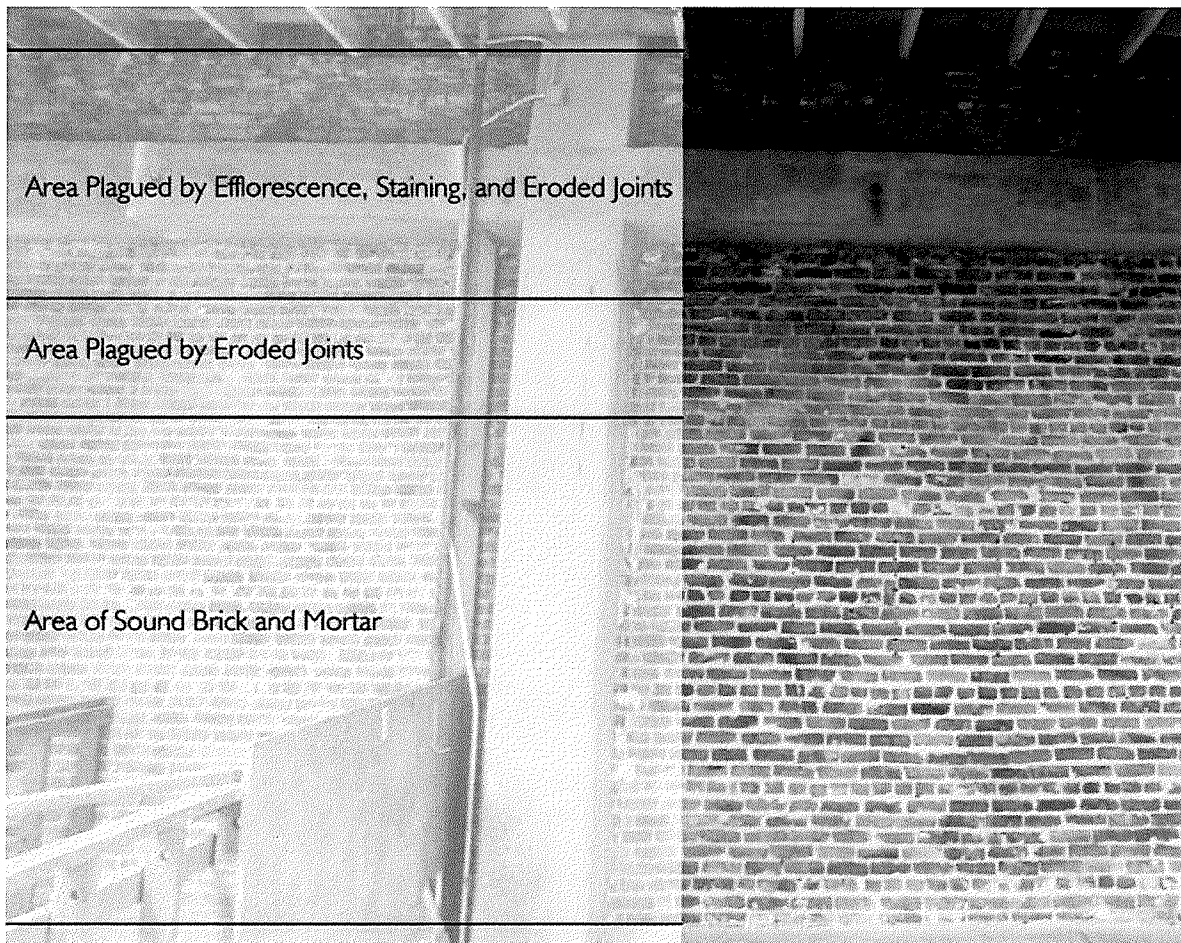 Area Plagued by Efflorescence, Staining, and Eroded Joints
Area Plagued by Eroded Joints
Area of Sound Brick and Mortar